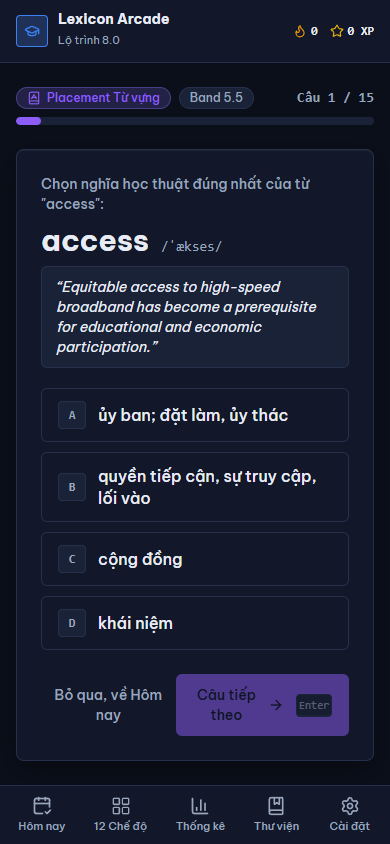 Lexicon Arcade
Lộ trình 8.0
0
0 XP
Placement Từ vựng
Band 5.5
Câu 1 / 15
Chọn nghĩa học thuật đúng nhất của từ
"access":
access /ˈækses/
“Equitable access to high-speed
broadband has become a prerequisite
for educational and economic
participation.”
A
ủy ban; đặt làm, ủy thác
B
quyền tiếp cận, sự truy cập,
lối vào
C
cộng đồng
D
khái niệm
Bỏ qua, về Hôm
nay
Câu tiếp
theo
Enter
Hôm nay
12 Chế độ
Thống kê
Thư viện
Cài đặt